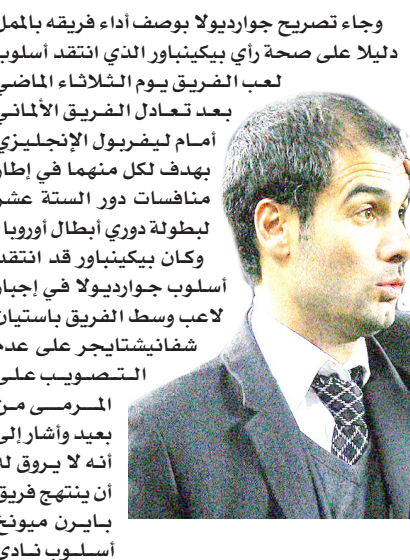 وجاء تصريح جوارديولا بوصف أداء فريقه بالممل
دليلا على صحة رأي بيكينباور الذي انتقد أسلوب
لعب الفريق يوم الثلاثاء الماضي
بعد تعادل الفريق الألماني
أمام ليفربول الإنجليزي
بهدف لكل منهما في إطار
منافسات دور الستة عشر
لبطولة دوري أبطال أوروبا
وكان بيكينباور قد انتقد
أسلوب جوارديولا في إجبار
لاعب وسط الفريق باستيان
شفانيشتايجر على عدم
التصويب على
المرمى من
بعيد وأشار إلى
أنه لا يروق له
أن ينتهج فريق
بايرن ميونخ
أسلوب نادي